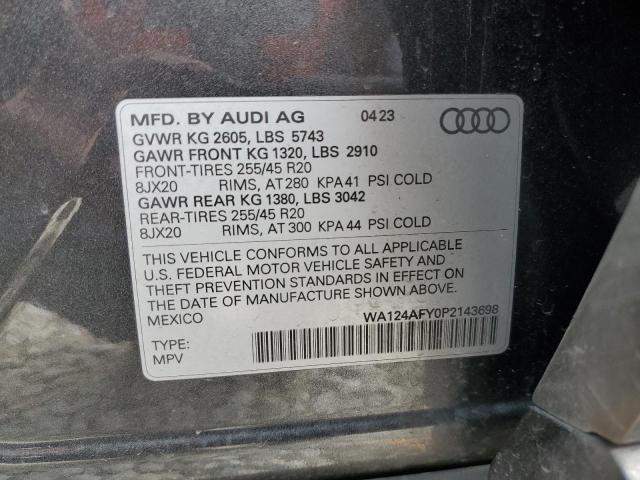 MFD. BY AUDI AG 0423
GVWR KG 2605, LBS 5743
GAWR FRONT KG 1320, LBS 2910
FRONT-TIRES 255/45 R20
8JX20 RIMS, AT 280 KPA 41 PSI COLD
GAWR REAR KG 1380, LBS 3042
REAR-TIRES 255/45 R20
8JX20 RIMS, AT 300 KPA 44 PSI COLD
THIS VEHICLE CONFORMS TO ALL APPLICABLE
U.S. FEDERAL MOTOR VEHICLE SAFETY AND
THEFT PREVENTION STANDARDS IN EFFECT ON
THE DATE OF MANUFACTURE SHOWN ABOVE.
MEXICO WA124AFY0P2143698
TYPE:
MPV